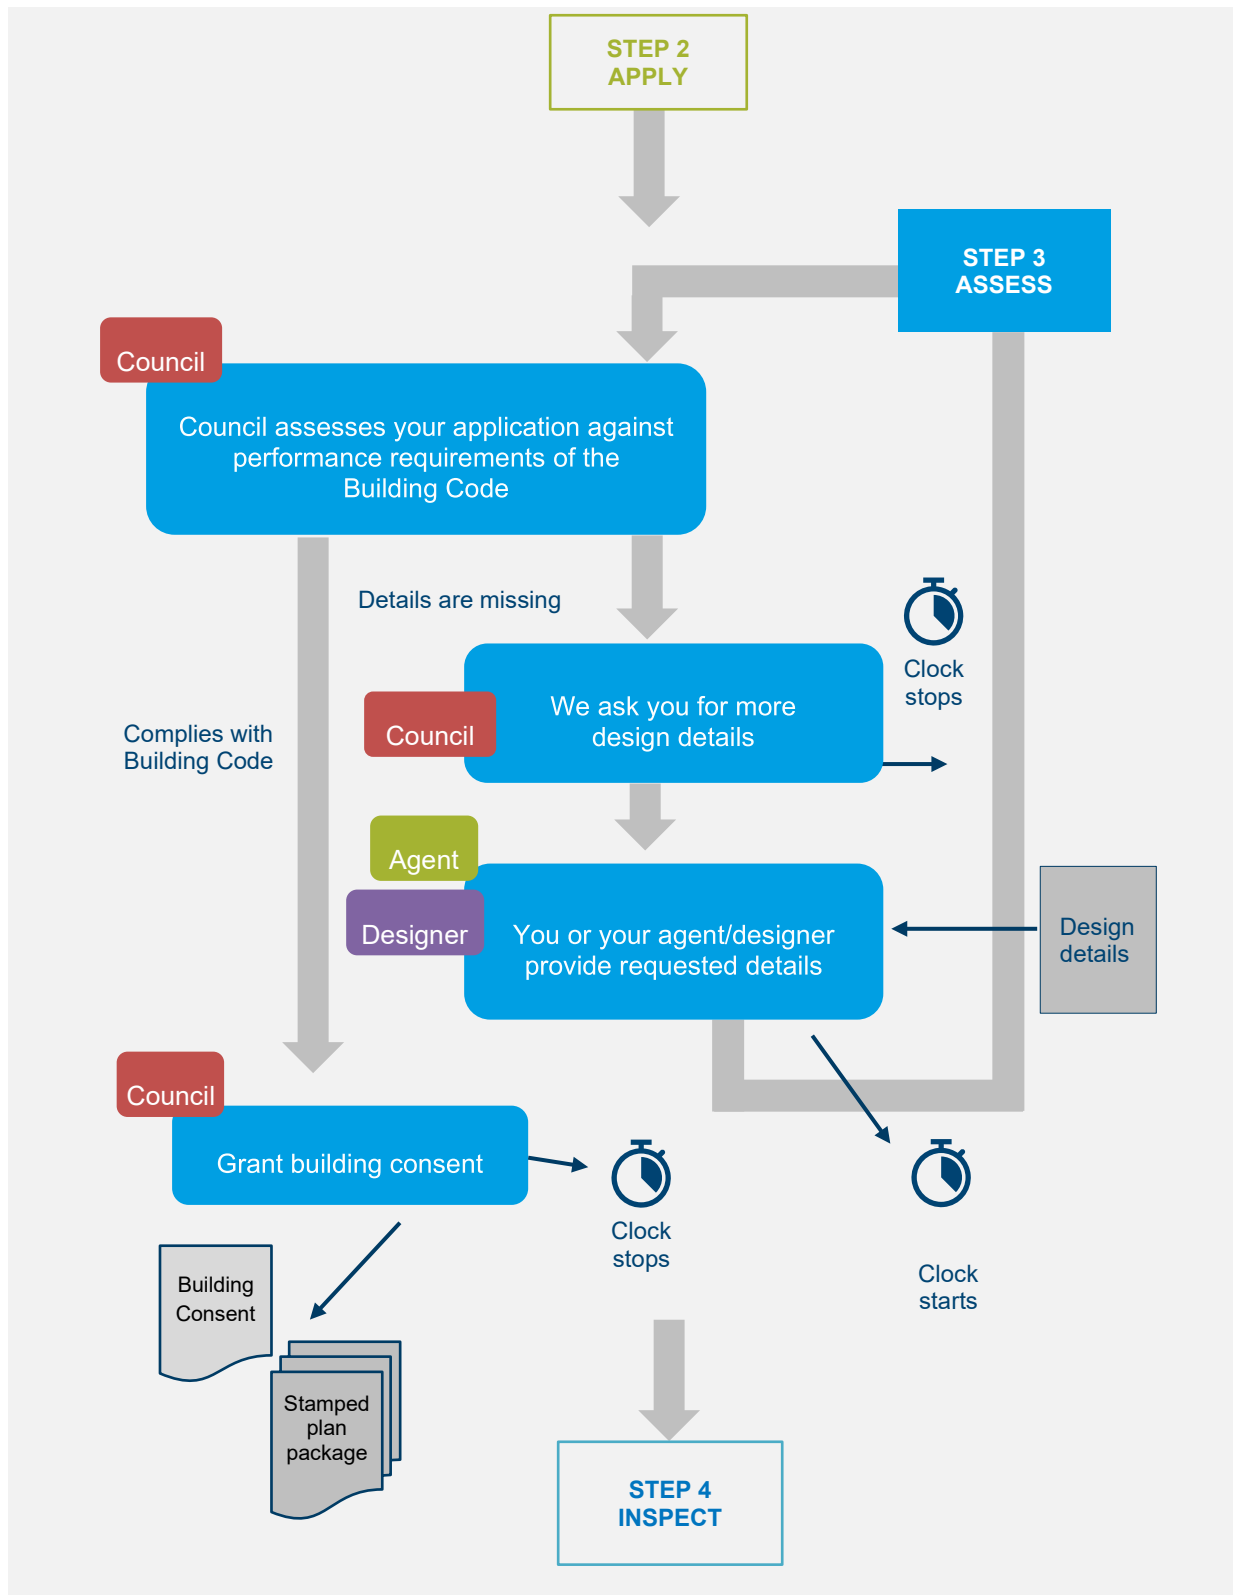 STEP 2
APPLY
STEP 3
ASSESS
Council
Council assesses your application against
performance requirements of the
Building Code
Details are missing
Clock
stops
Council
We ask you for more
design details
Complies with
Building Code
Agent
Designer
You or your agent/designer
provide requested details
Design
details
Council
Grant building consent
Clock
stops
Clock
starts
Building
Consent
Stamped
plan
package
STEP 4
INSPECT